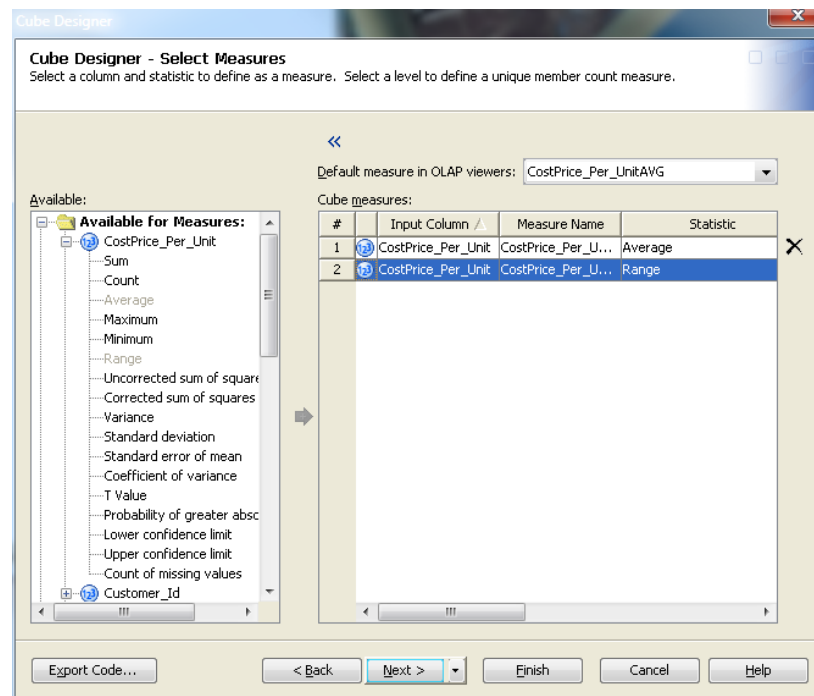 Cube Designer
Cube Designer - Select Measures
Select a column and statistic to define as a measure. Select a level to define a unique member count measure.
Default measure in OLAP viewers: CostPrice_Per_UnitAVG
Available:
Available for Measures:
CostPrice_Per_Unit
Sum
Count
Average
Maximum
Minimum
Range
Uncorrected sum of square
Corrected sum of squares
Variance
Standard deviation
Standard error of mean
Coefficient of variance
T Value
Probability of greater absc
Lower confidence limit
Upper confidence limit
Count of missing values
Customer_Id
Cube measures:
# Input Column Measure Name Statistic
1 CostPrice_Per_Unit CostPrice_Per_U... Average
2 CostPrice_Per_Unit CostPrice_Per_U... Range
Export Code... < Back Next > Finish Cancel Help